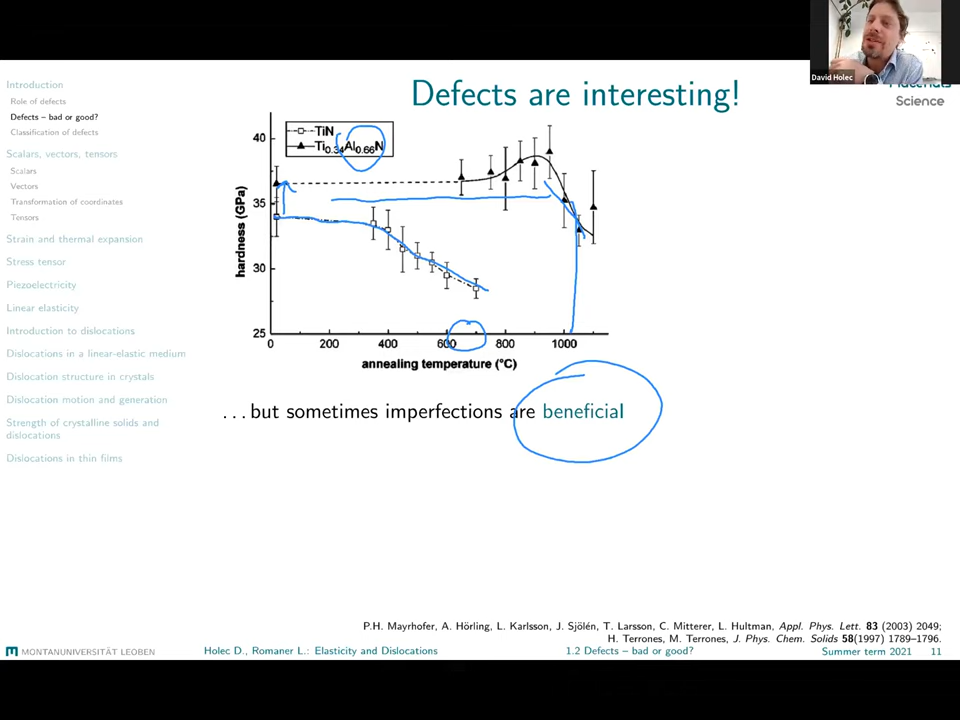 David Holec
Materials
Science
Introduction
Role of defects
Defects – bad or good?
Classification of defects
Scalars, vectors, tensors
Scalars
Vectors
Transformation of coordinates
Tensors
Strain and thermal expansion
Stress tensor
Piezoelectricity
Linear elasticity
Introduction to dislocations
Dislocations in a linear-elastic medium
Dislocation structure in crystals
Dislocation motion and generation
Strength of crystalline solids and
dislocations
Dislocations in thin films
Defects are interesting!
TiN
Ti0.34Al0.66N
hardness (GPa)
40
35
30
25
0 200 400 600 800 1000
annealing temperature (°C)
...but sometimes imperfections are beneficial
P.H. Mayrhofer, A. Hörling, L. Karlsson, J. Sjölén, T. Larsson, C. Mitterer, L. Hultman, Appl. Phys. Lett. 83 (2003) 2049;
H. Terrones, M. Terrones, J. Phys. Chem. Solids 58(1997) 1789–1796.
MONTANUNIVERSITÄT LEOBEN
Holec D., Romaner L.: Elasticity and Dislocations
1.2 Defects – bad or good?
Summer term 2021 11